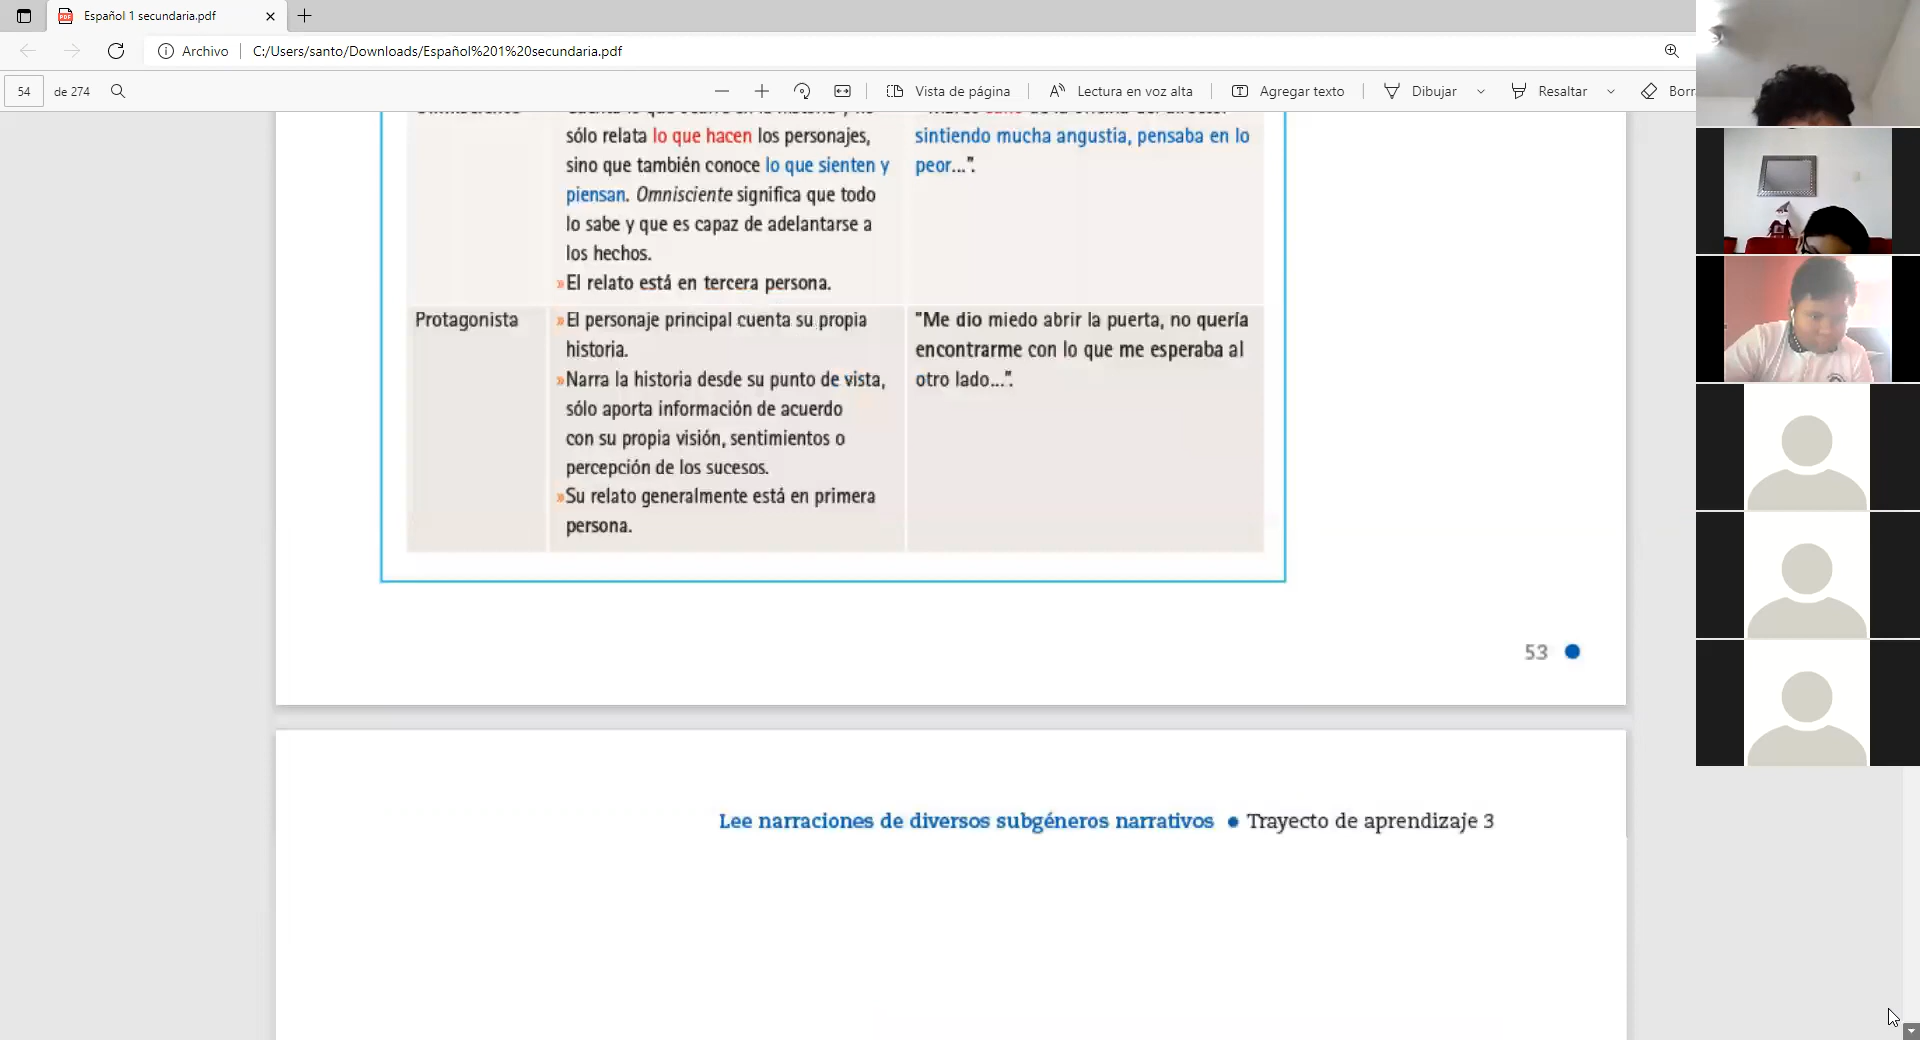 Español 1 secundaria.pdf
Archivo
C:/Users/santo/Downloads/Español%201%20secundaria.pdf
54 de 274
Vista de página
Lectura en voz alta
Agregar texto
Dibujar
Resaltar
Borra
sólo relata lo que hacen los personajes,
sino que también conoce lo que sienten y
piensan. Omnisciente significa que todo
lo sabe y que es capaz de adelantarse a
los hechos.
»El relato está en tercera persona.
sintiendo mucha angustia, pensaba en lo
peor...".
Protagonista
»El personaje principal cuenta su propia
historia.
»Narra la historia desde su punto de vista,
sólo aporta información de acuerdo
con su propia visión, sentimientos o
percepción de los sucesos.
»Su relato generalmente está en primera
persona.
"Me dio miedo abrir la puerta, no quería
encontrarme con lo que me esperaba al
otro lado...".
53
Lee narraciones de diversos subgéneros narrativos • Trayecto de aprendizaje 3